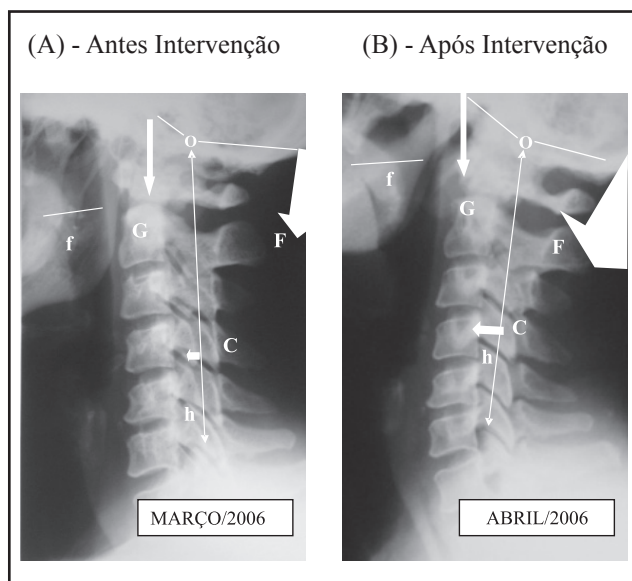 (A) - Antes Intervenção
(B) - Após Intervenção
O
f
G
F
C
h
MARÇO/2006
O
f
G
F
C
h
ABRIL/2006